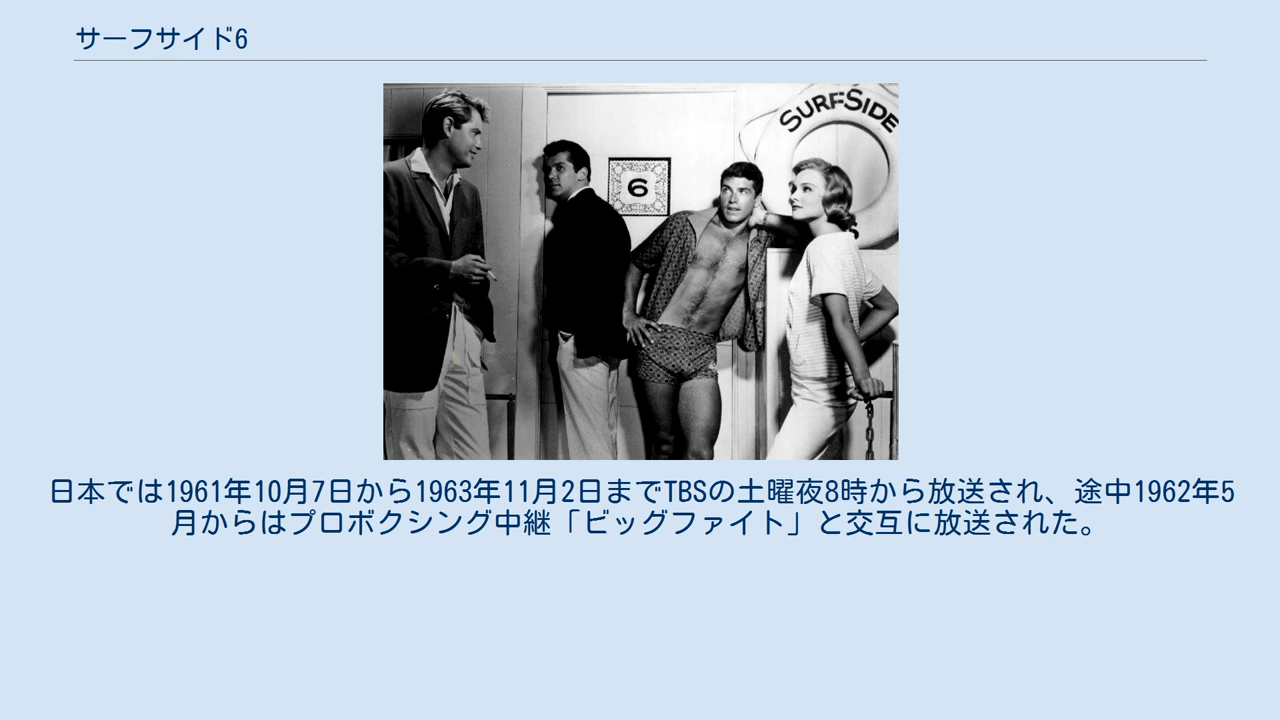 サーフサイド6
SURFSIDE
6
日本では1961年10月7日から1963年11月2日までTBSの土曜夜8時から放送され、途中1962年5
月からはプロボクシング中継「ビッグファイト」と交互に放送された。